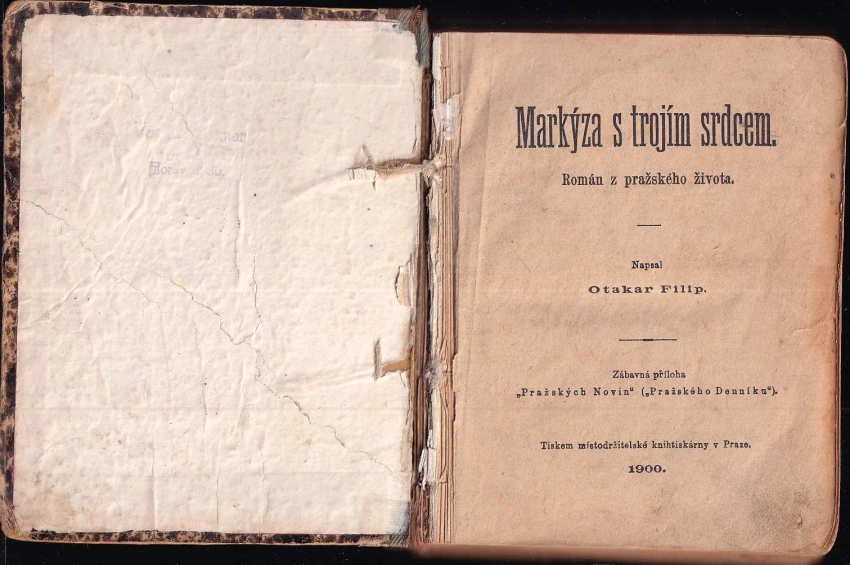 Markýza s trojím srdcem.
Román z pražského života.
Napsal
Otakar Filip.
Zábavná příloha
„Pražských Novin“ („Pražského Denníku“).
Tiskem místodržitelské knihtiskárny v Praze.
1900.